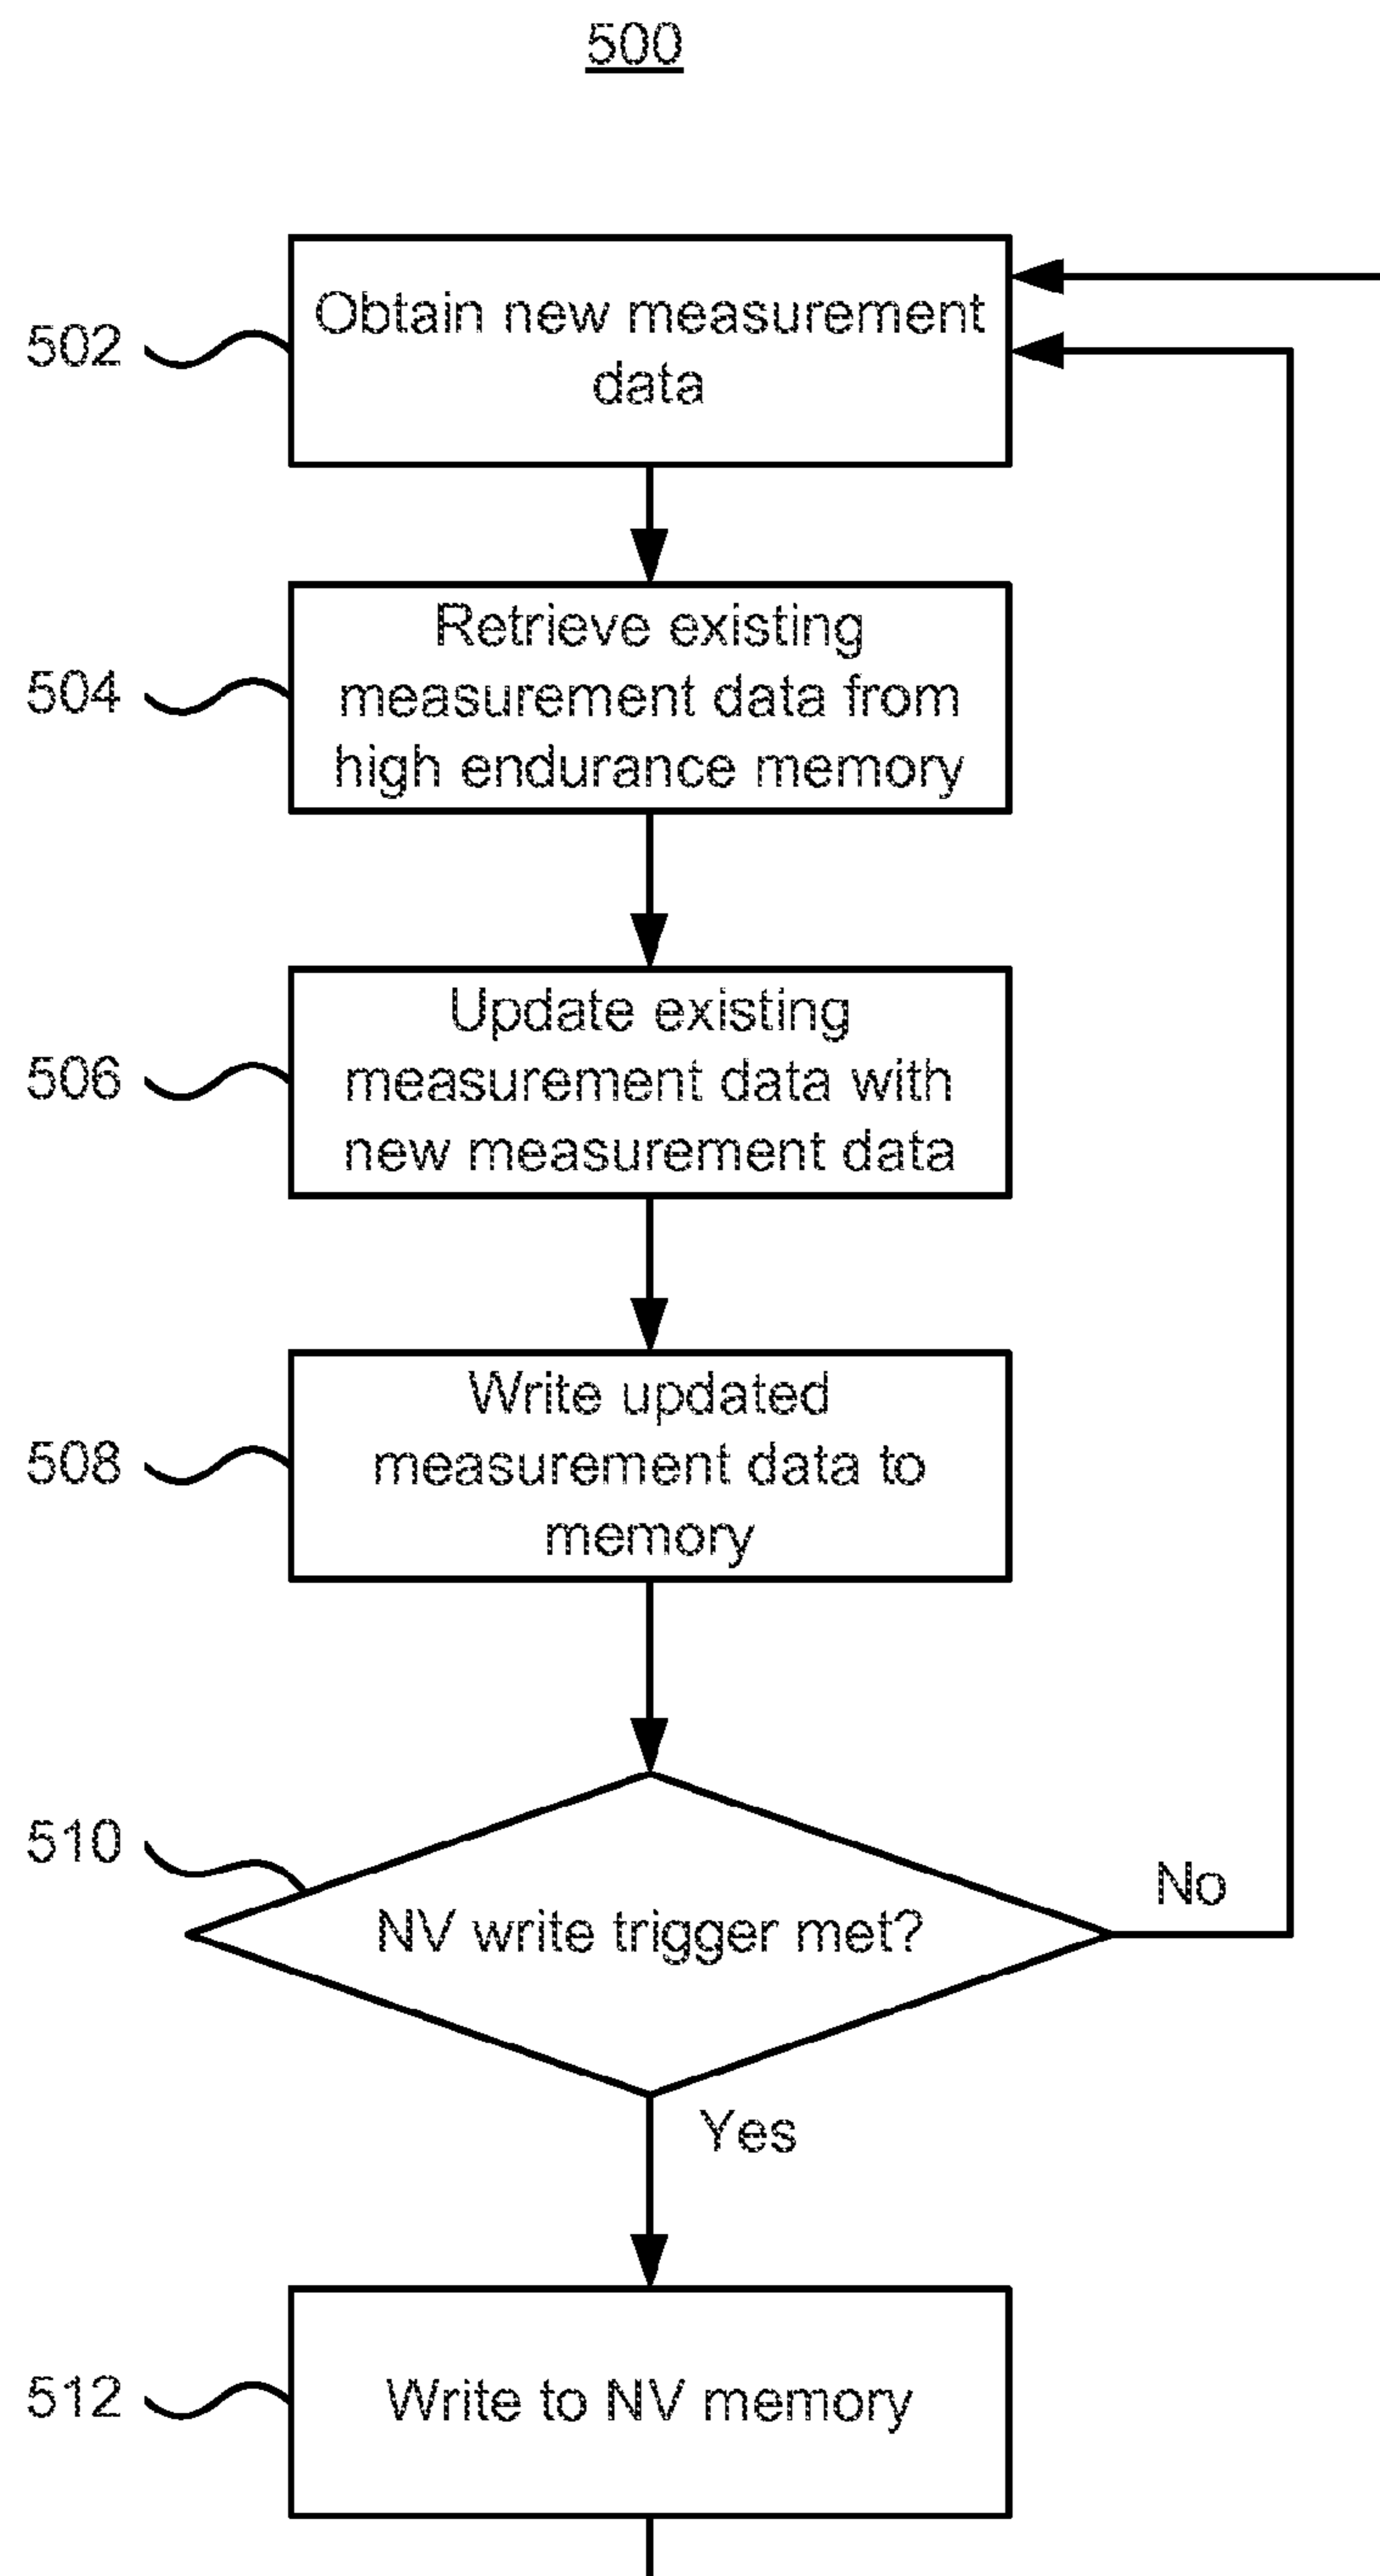 500
502
Obtain new measurement
data
504
Retrieve existing
measurement data from
high endurance memory
506
Update existing
measurement data with
new measurement data
508
Write updated
measurement data to
memory
510
NV write trigger met?
No
Yes
512
Write to NV memory